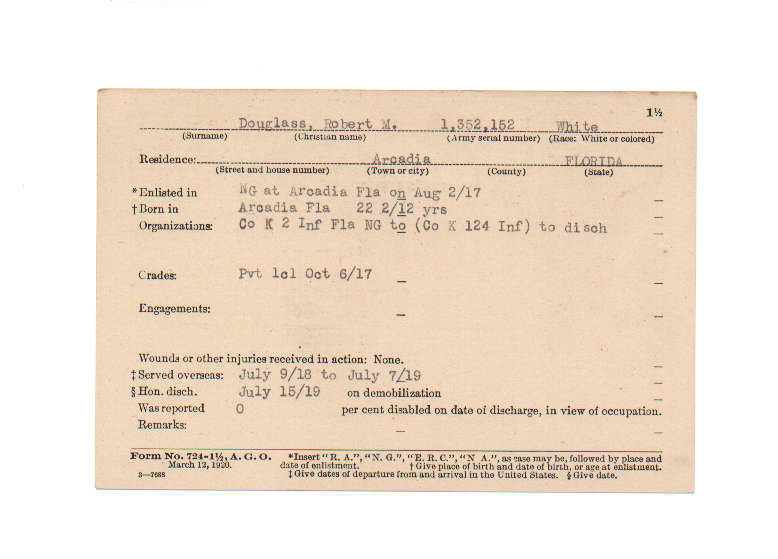 1½
Douglass, Robert M. 1,352,152 White
(Surname) (Christian name) (Army serial number) (Race: White or colored)
Residence: Arcadia FLORIDA
(Street and house number) (Town or city) (County) (State)
*Enlisted in NG at Arcadia Fla on Aug 2/17
†Born in Arcadia Fla 22 2/12 yrs
Organizations: Co K 2 Inf Fla NG to (Co K 124 Inf) to disch
Grades: Pvt 1cl Oct 6/17
Engagements:
Wounds or other injuries received in action: None.
‡Served overseas: July 9/18 to July 7/19
§Hon. disch. July 15/19 on demobilization
Was reported 0 per cent disabled on date of discharge, in view of occupation.
Remarks:
Form No. 724-1½, A. G. O. *Insert "R. A.", "N. G.", "E. R. C.", "N A.", as case may be, followed by place and
March 12, 1920. date of enlistment. †Give place of birth and date of birth, or age at enlistment.
3—7688 ‡Give dates of departure from and arrival in the United States. §Give date.